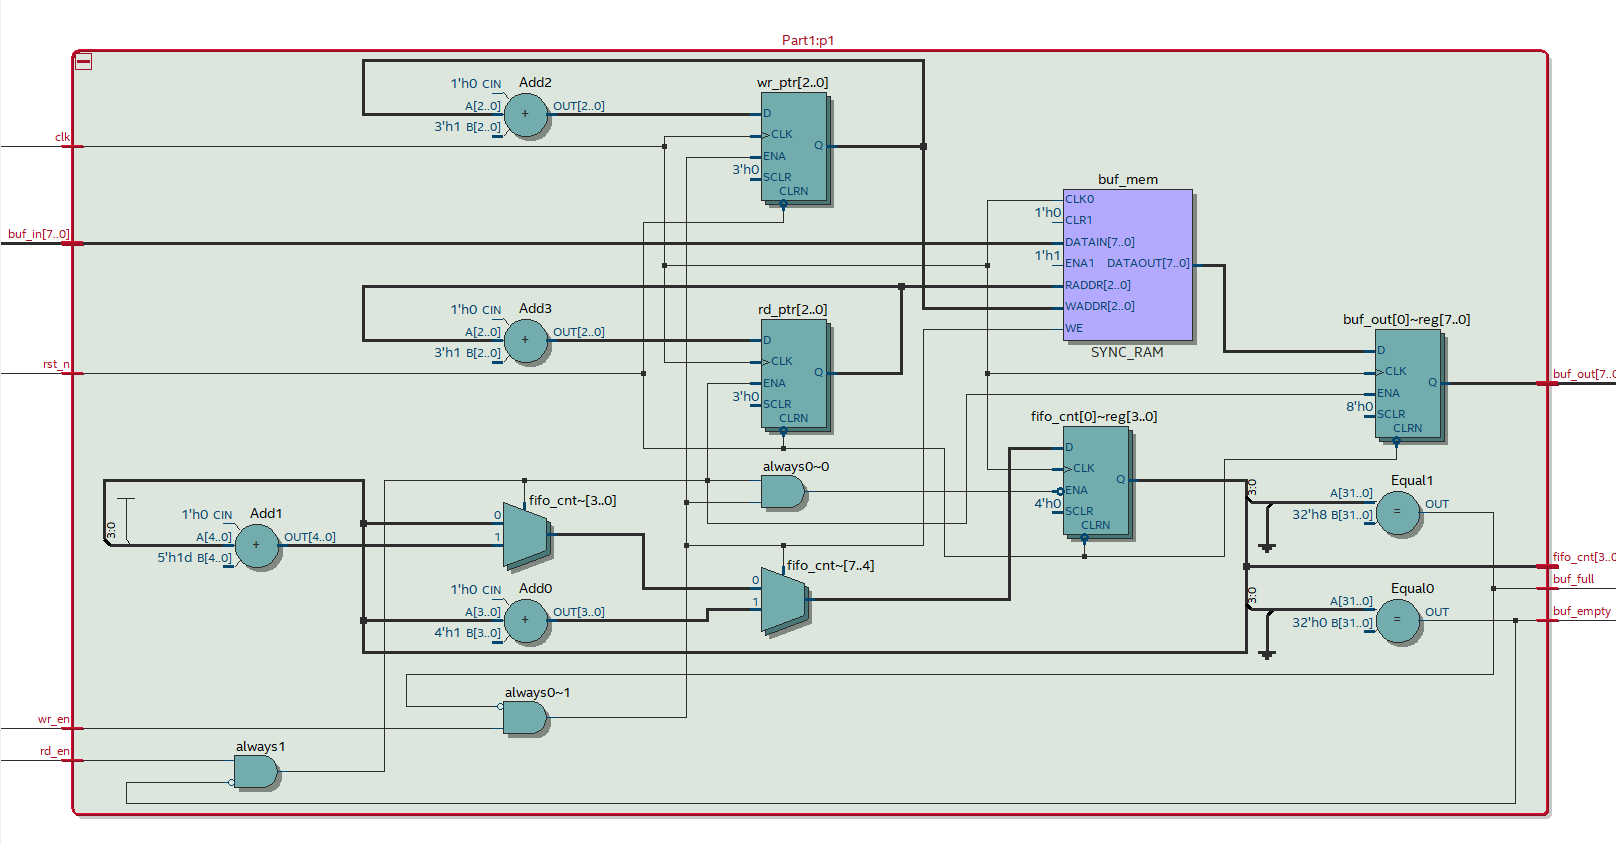 Part1:p1
1'h0 CIN
Add2
A[2..0]
OUT[2..0]
3'h1 B[2..0]
+
wr_ptr[2..0]
D
CLK
ENA
3'h0
SCLR
CLRN
Q
clk
buf_in[7..0]
buf_mem
CLK0
1'h0
CLR1
DATAIN[7..0]
1'h1
ENA1
DATAOUT[7..0]
RADDR[2..0]
WADDR[2..0]
WE
SYNC_RAM
1'h0 CIN
Add3
A[2..0]
OUT[2..0]
3'h1 B[2..0]
+
rd_ptr[2..0]
D
CLK
ENA
3'h0
SCLR
CLRN
Q
rst_n
buf_out[0]~reg[7..0]
D
CLK
ENA
8'h0
SCLR
CLRN
Q
buf_out[7..0
fifo_cnt[0]~reg[3..0]
D
CLK
ENA
4'h0
SCLR
CLRN
Q
always0~0
fifo_cnt~[3..0]
0
1
3:0
1'h0 CIN
Add1
A[4..0]
OUT[4..0]
5'h1d B[4..0]
+
fifo_cnt~[7..4]
0
1
1'h0 CIN
Add0
A[3..0]
OUT[3..0]
4'h1 B[3..0]
+
3:0
Equal1
A[31..0]
OUT
32'h8 B[31..0]
=
fifo_cnt[3..0
buf_full
3:0
Equal0
A[31..0]
OUT
32'h0 B[31..0]
=
buf_empty
always0~1
wr_en
rd_en
always1